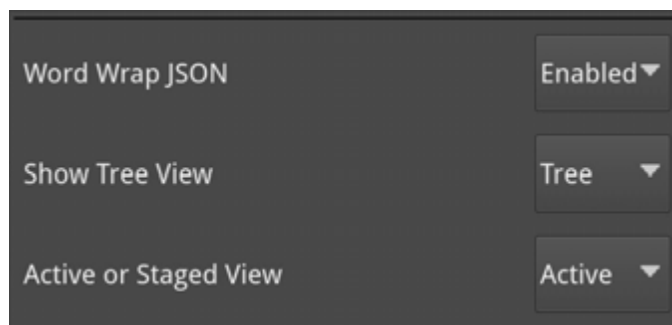 Word Wrap JSON Enabled
Show Tree View Tree
Active or Staged View Active